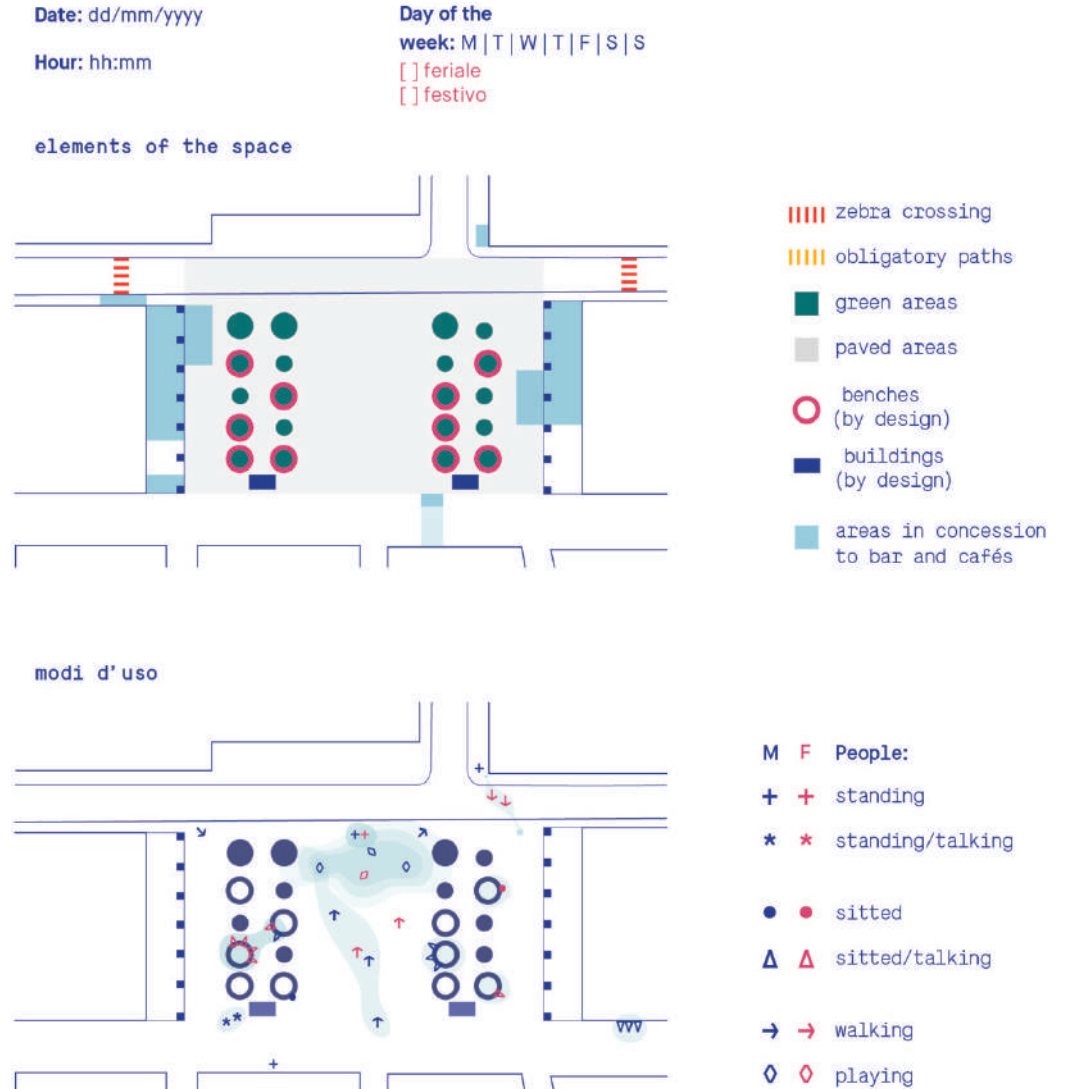 Date: dd/mm/yyyy
Hour: hh:mm
Day of the
week: M | T | W | T | F | S | S
[ ] feriale
[ ] festivo
elements of the space
zebra crossing
obligatory paths
green areas
paved areas
benches
(by design)
buildings
(by design)
areas in concession
to bar and cafés
modi d'uso
M F People:
standing
standing/talking
sitted
sitted/talking
walking
playing